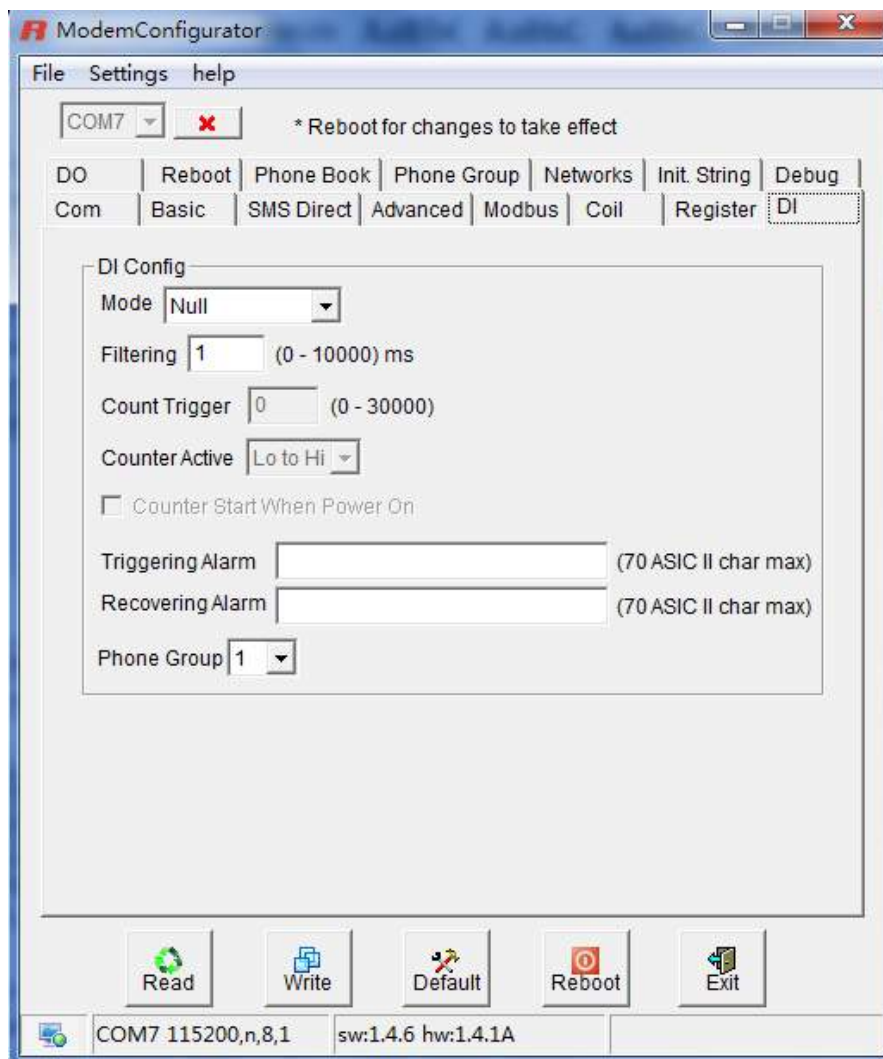 ModemConfigurator
File Settings help
COM7 * Reboot for changes to take effect
DO Reboot Phone Book Phone Group Networks Init. String Debug
Com Basic SMS Direct Advanced Modbus Coil Register DI
DI Config
Mode Null
Filtering 1 (0 - 10000) ms
Count Trigger 0 (0 - 30000)
Counter Active Lo to Hi
Counter Start When Power On
Triggering Alarm (70 ASIC II char max)
Recovering Alarm (70 ASIC II char max)
Phone Group 1
Read Write Default Reboot Exit
COM7 115200,n,8,1 sw:1.4.6 hw:1.4.1A